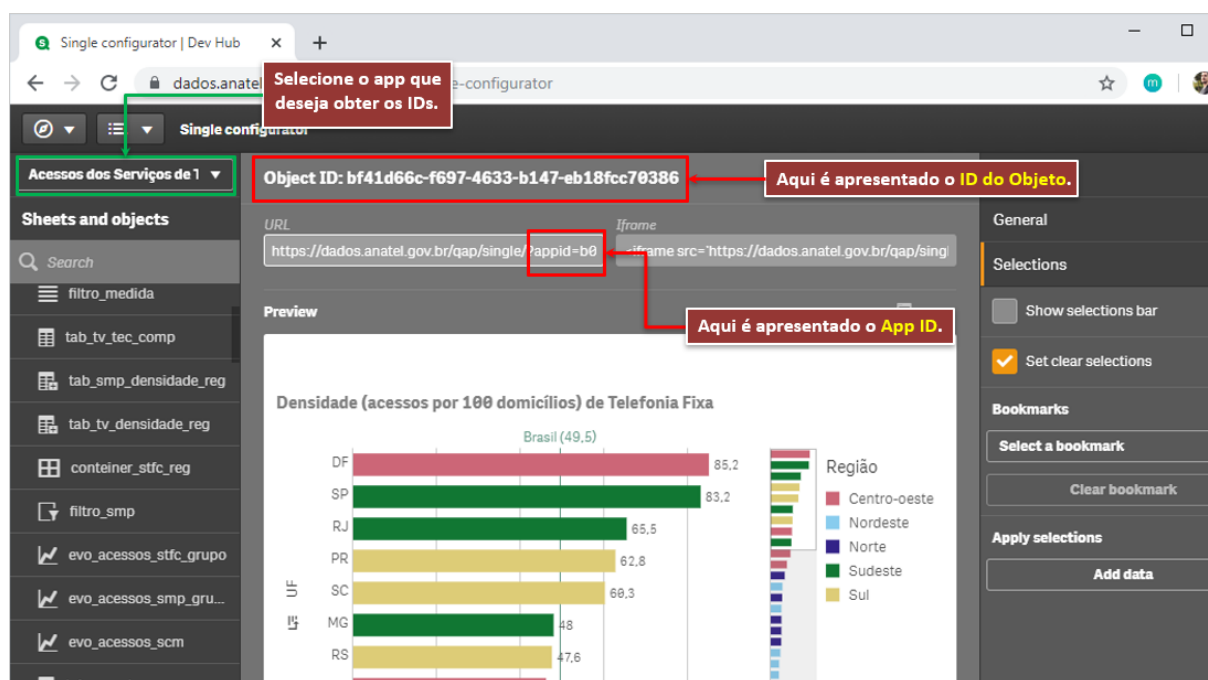 Single configurator | Dev Hub
Selecione o app que
deseja obter os IDs.
dados.anatel
e-configurator
m
Single configurator
Acessos dos Serviços de T
Object ID: bf41d66c-f697-4633-b147-eb18fcc70386
Aqui é apresentado o ID do Objeto.
Sheets and objects
Search
filtro_medida
tab_tv_tec_comp
tab_smp_densidade_reg
tab_tv_densidade_reg
conteiner_stfc_reg
filtro_smp
evo_acessos_stfc_grupo
evo_acessos_smp_gru...
evo_acessos_scm
URL
https://dados.anatel.gov.br/qap/single/?appid=b0
Iframe
<iframe src="https://dados.anatel.gov.br/qap/singl
Aqui é apresentado o App ID.
Preview
Densidade (acessos por 100 domicílios) de Telefonia Fixa
Brasil (49,5)
UF
DF 85,2
SP 83,2
RJ 65,5
PR 62,8
SC 60,3
MG 48
RS 47,6
Região
Centro-oeste
Nordeste
Norte
Sudeste
Sul
General
Selections
Show selections bar
Set clear selections
Bookmarks
Select a bookmark
Clear bookmark
Apply selections
Add data